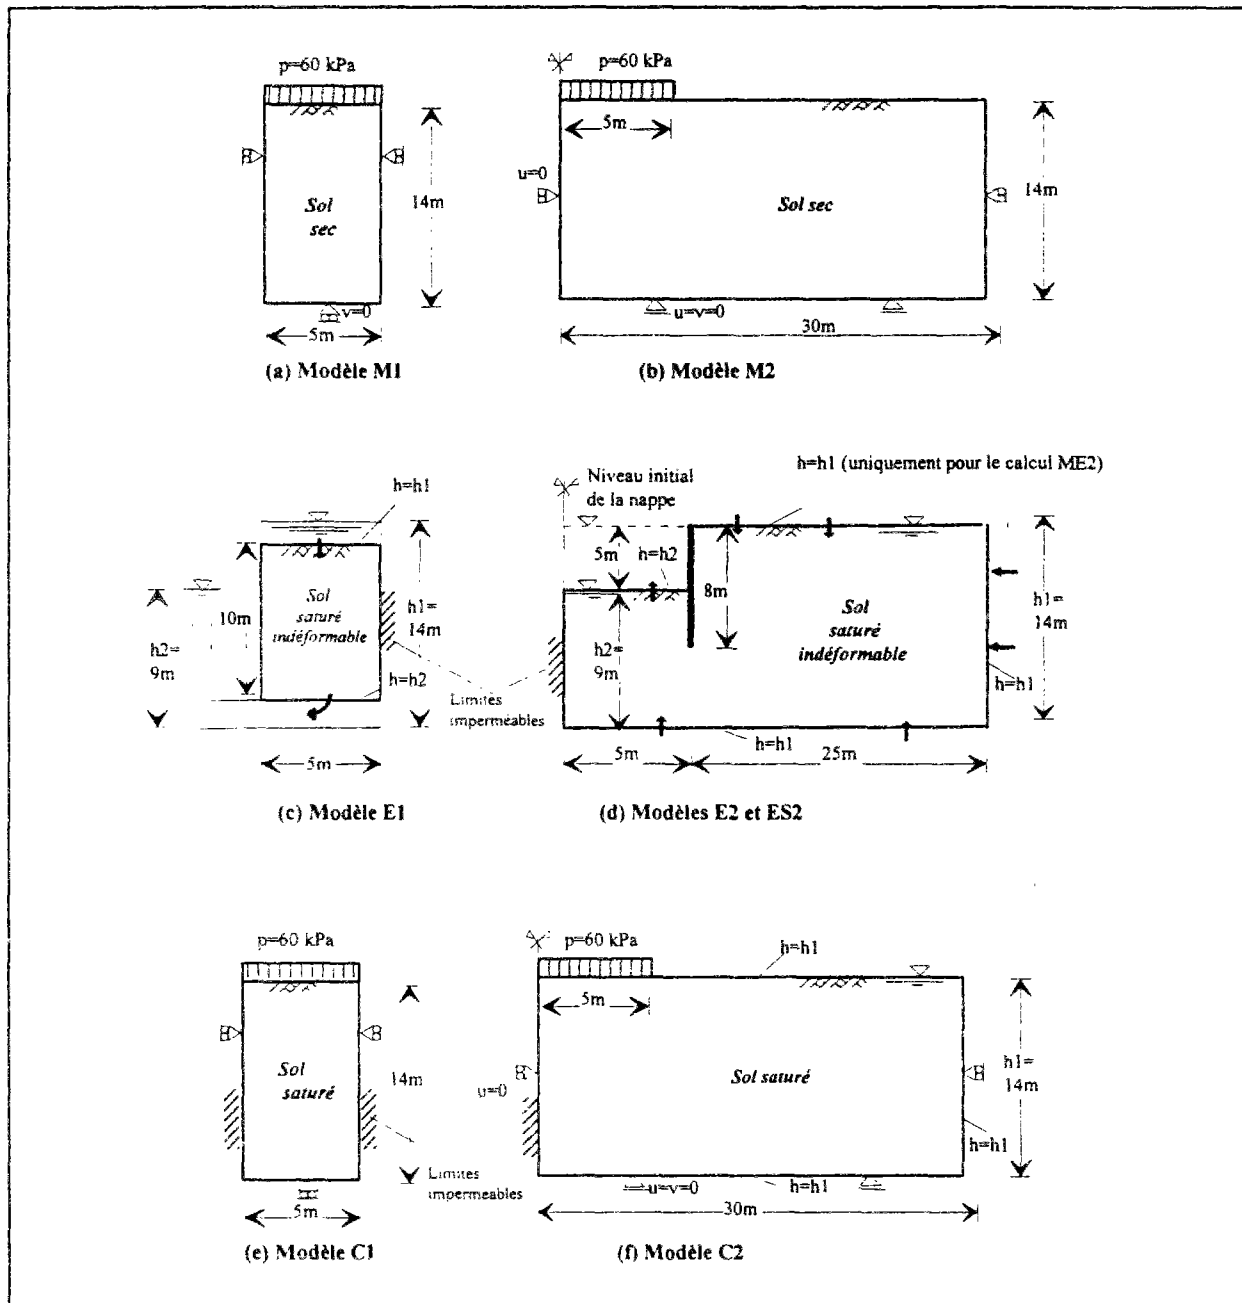 p=60 kPa
Sol
sec
14m
v=0
5m
(a) Modèle M1
p=60 kPa
5m
u=0
Sol sec
14m
u=v=0
30m
(b) Modèle M2
h=h1
10m
Sol
saturé
indéformable
h1=
14m
h2=
9m
h=h2
Limites
imperméables
5m
(c) Modèle E1
h=h1 (uniquement pour le calcul ME2)
Niveau initial
de la nappe
5m
h=h2
8m
h2=
9m
Sol
saturé
indéformable
h1=
14m
h=h1
h=h1
5m
25m
(d) Modèles E2 et ES2
p=60 kPa
Sol
saturé
14m
Limites
impermeables
5m
(e) Modèle C1
p=60 kPa
h=h1
5m
u=0
Sol saturé
h1=
14m
h=h1
u=v=0
h=h1
30m
(f) Modèle C2